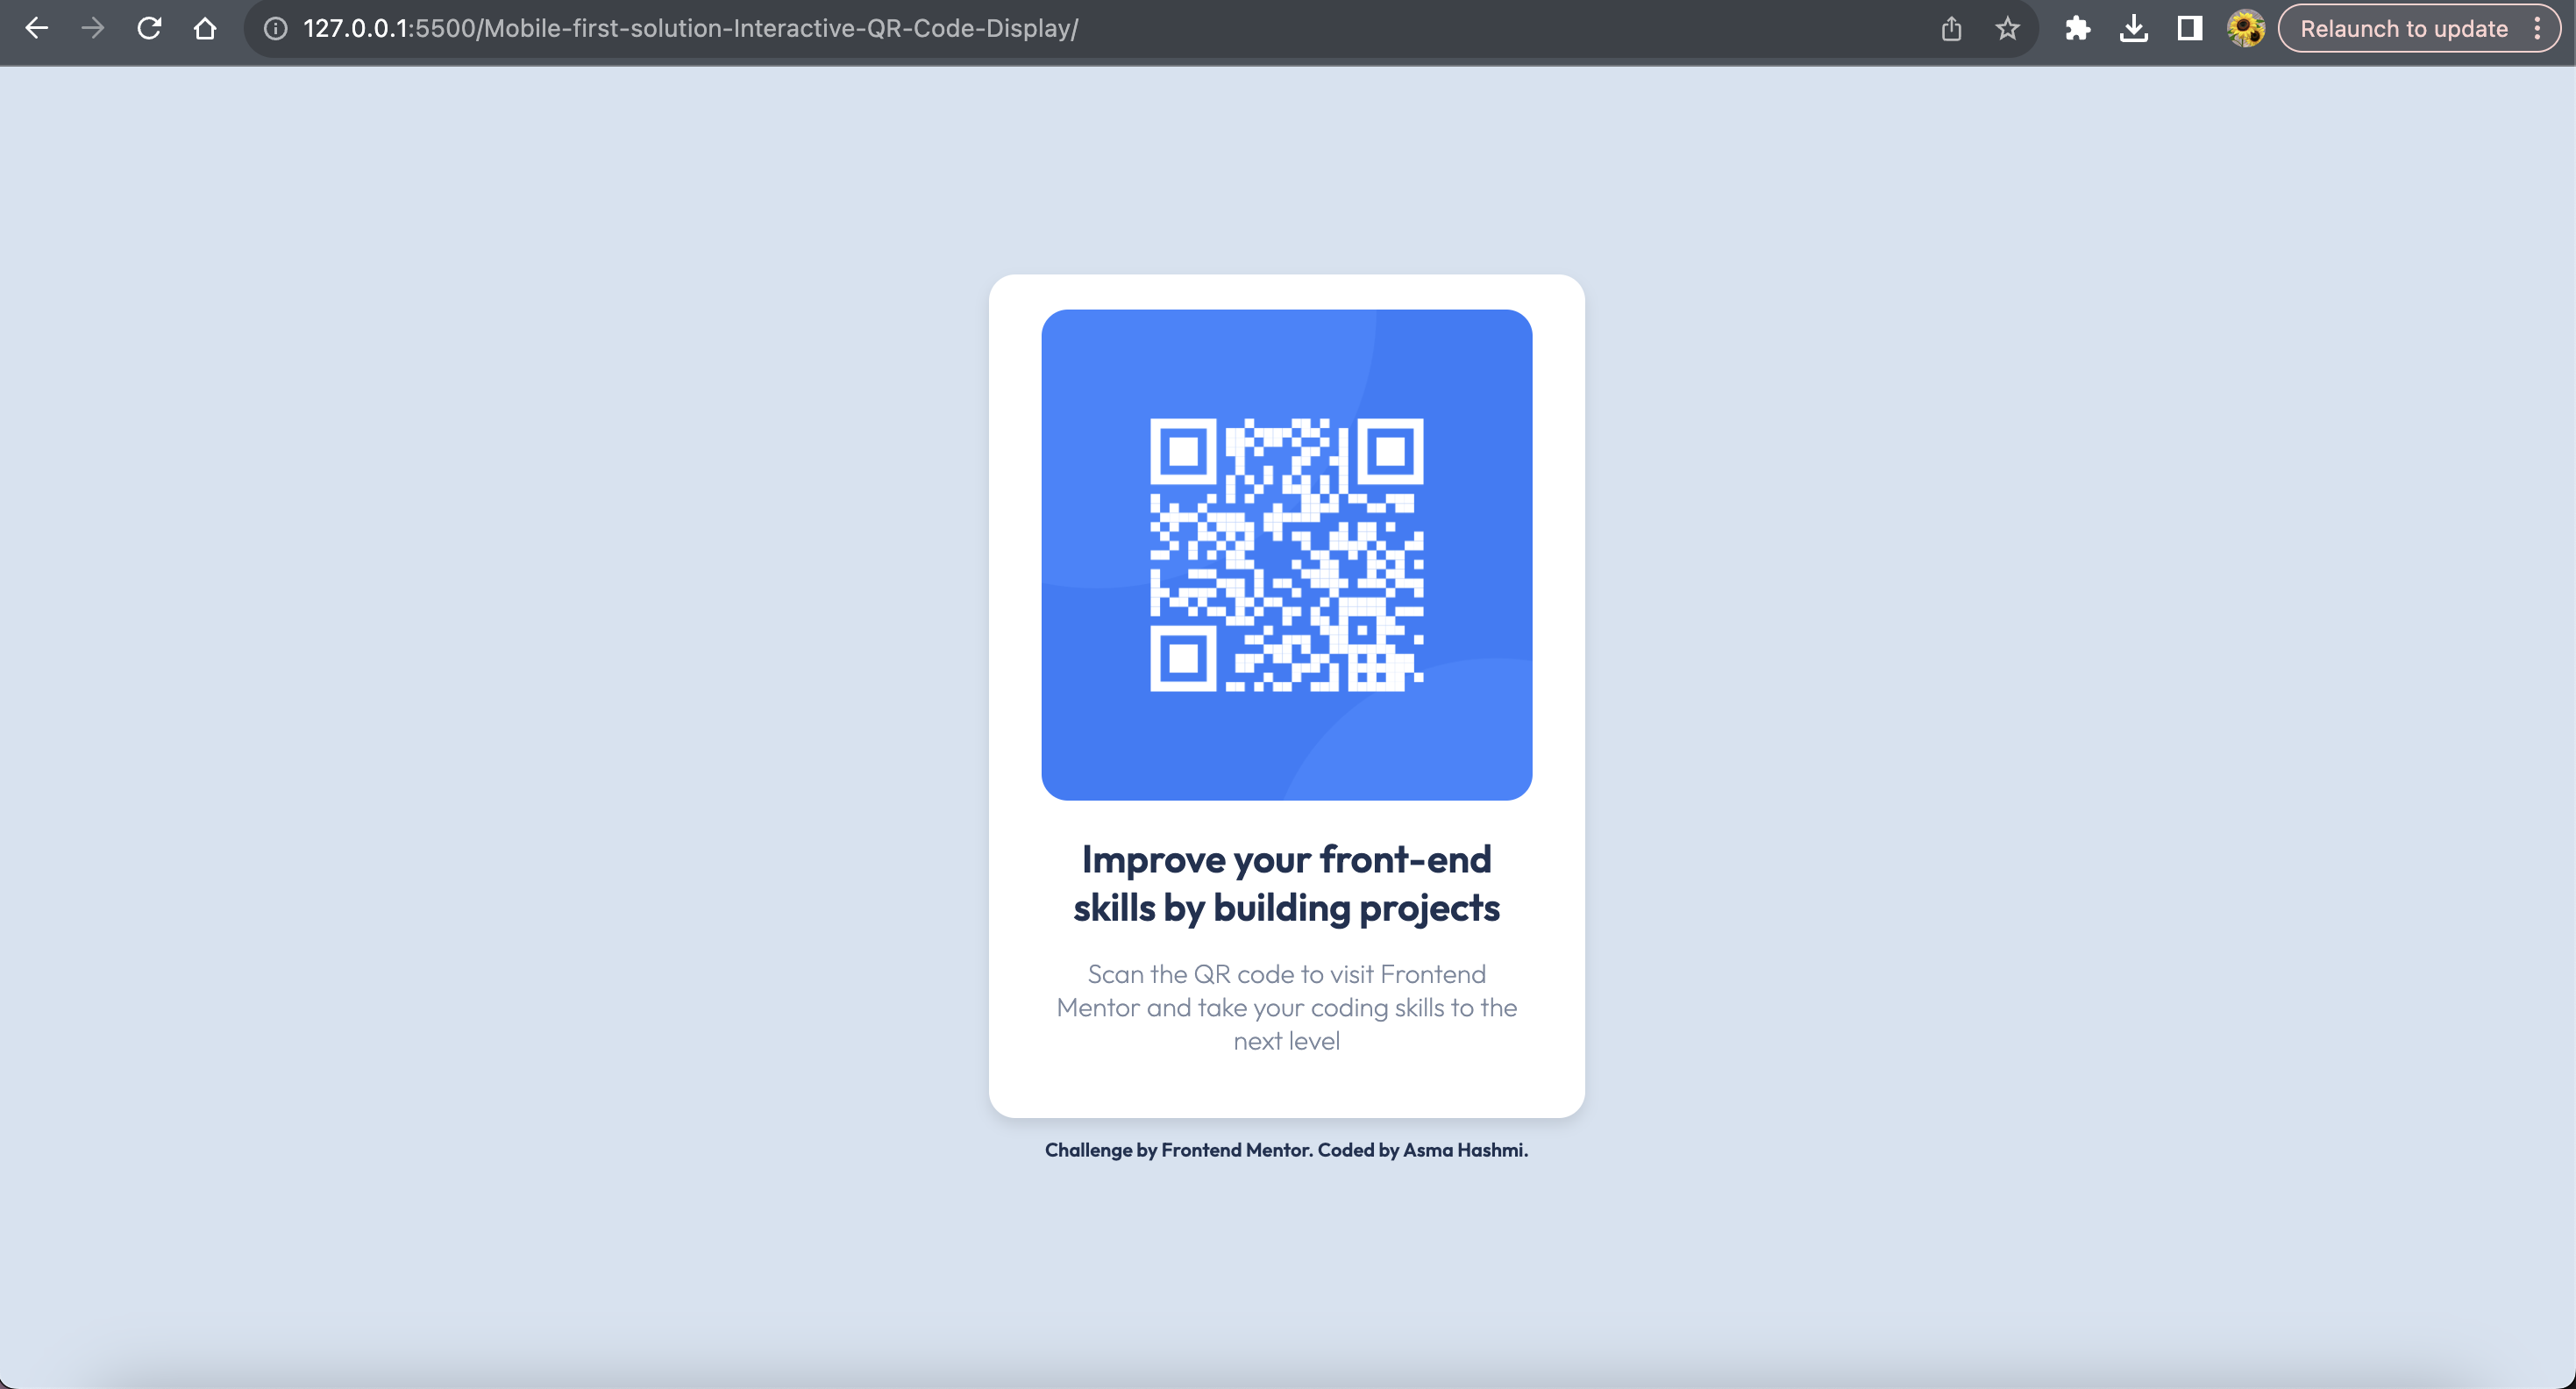 127.0.0.1:5500/Mobile-first-solution-Interactive-QR-Code-Display/
Relaunch to update
Improve your front-end
skills by building projects
Scan the QR code to visit Frontend
Mentor and take your coding skills to the
next level
Challenge by Frontend Mentor. Coded by Asma Hashmi.